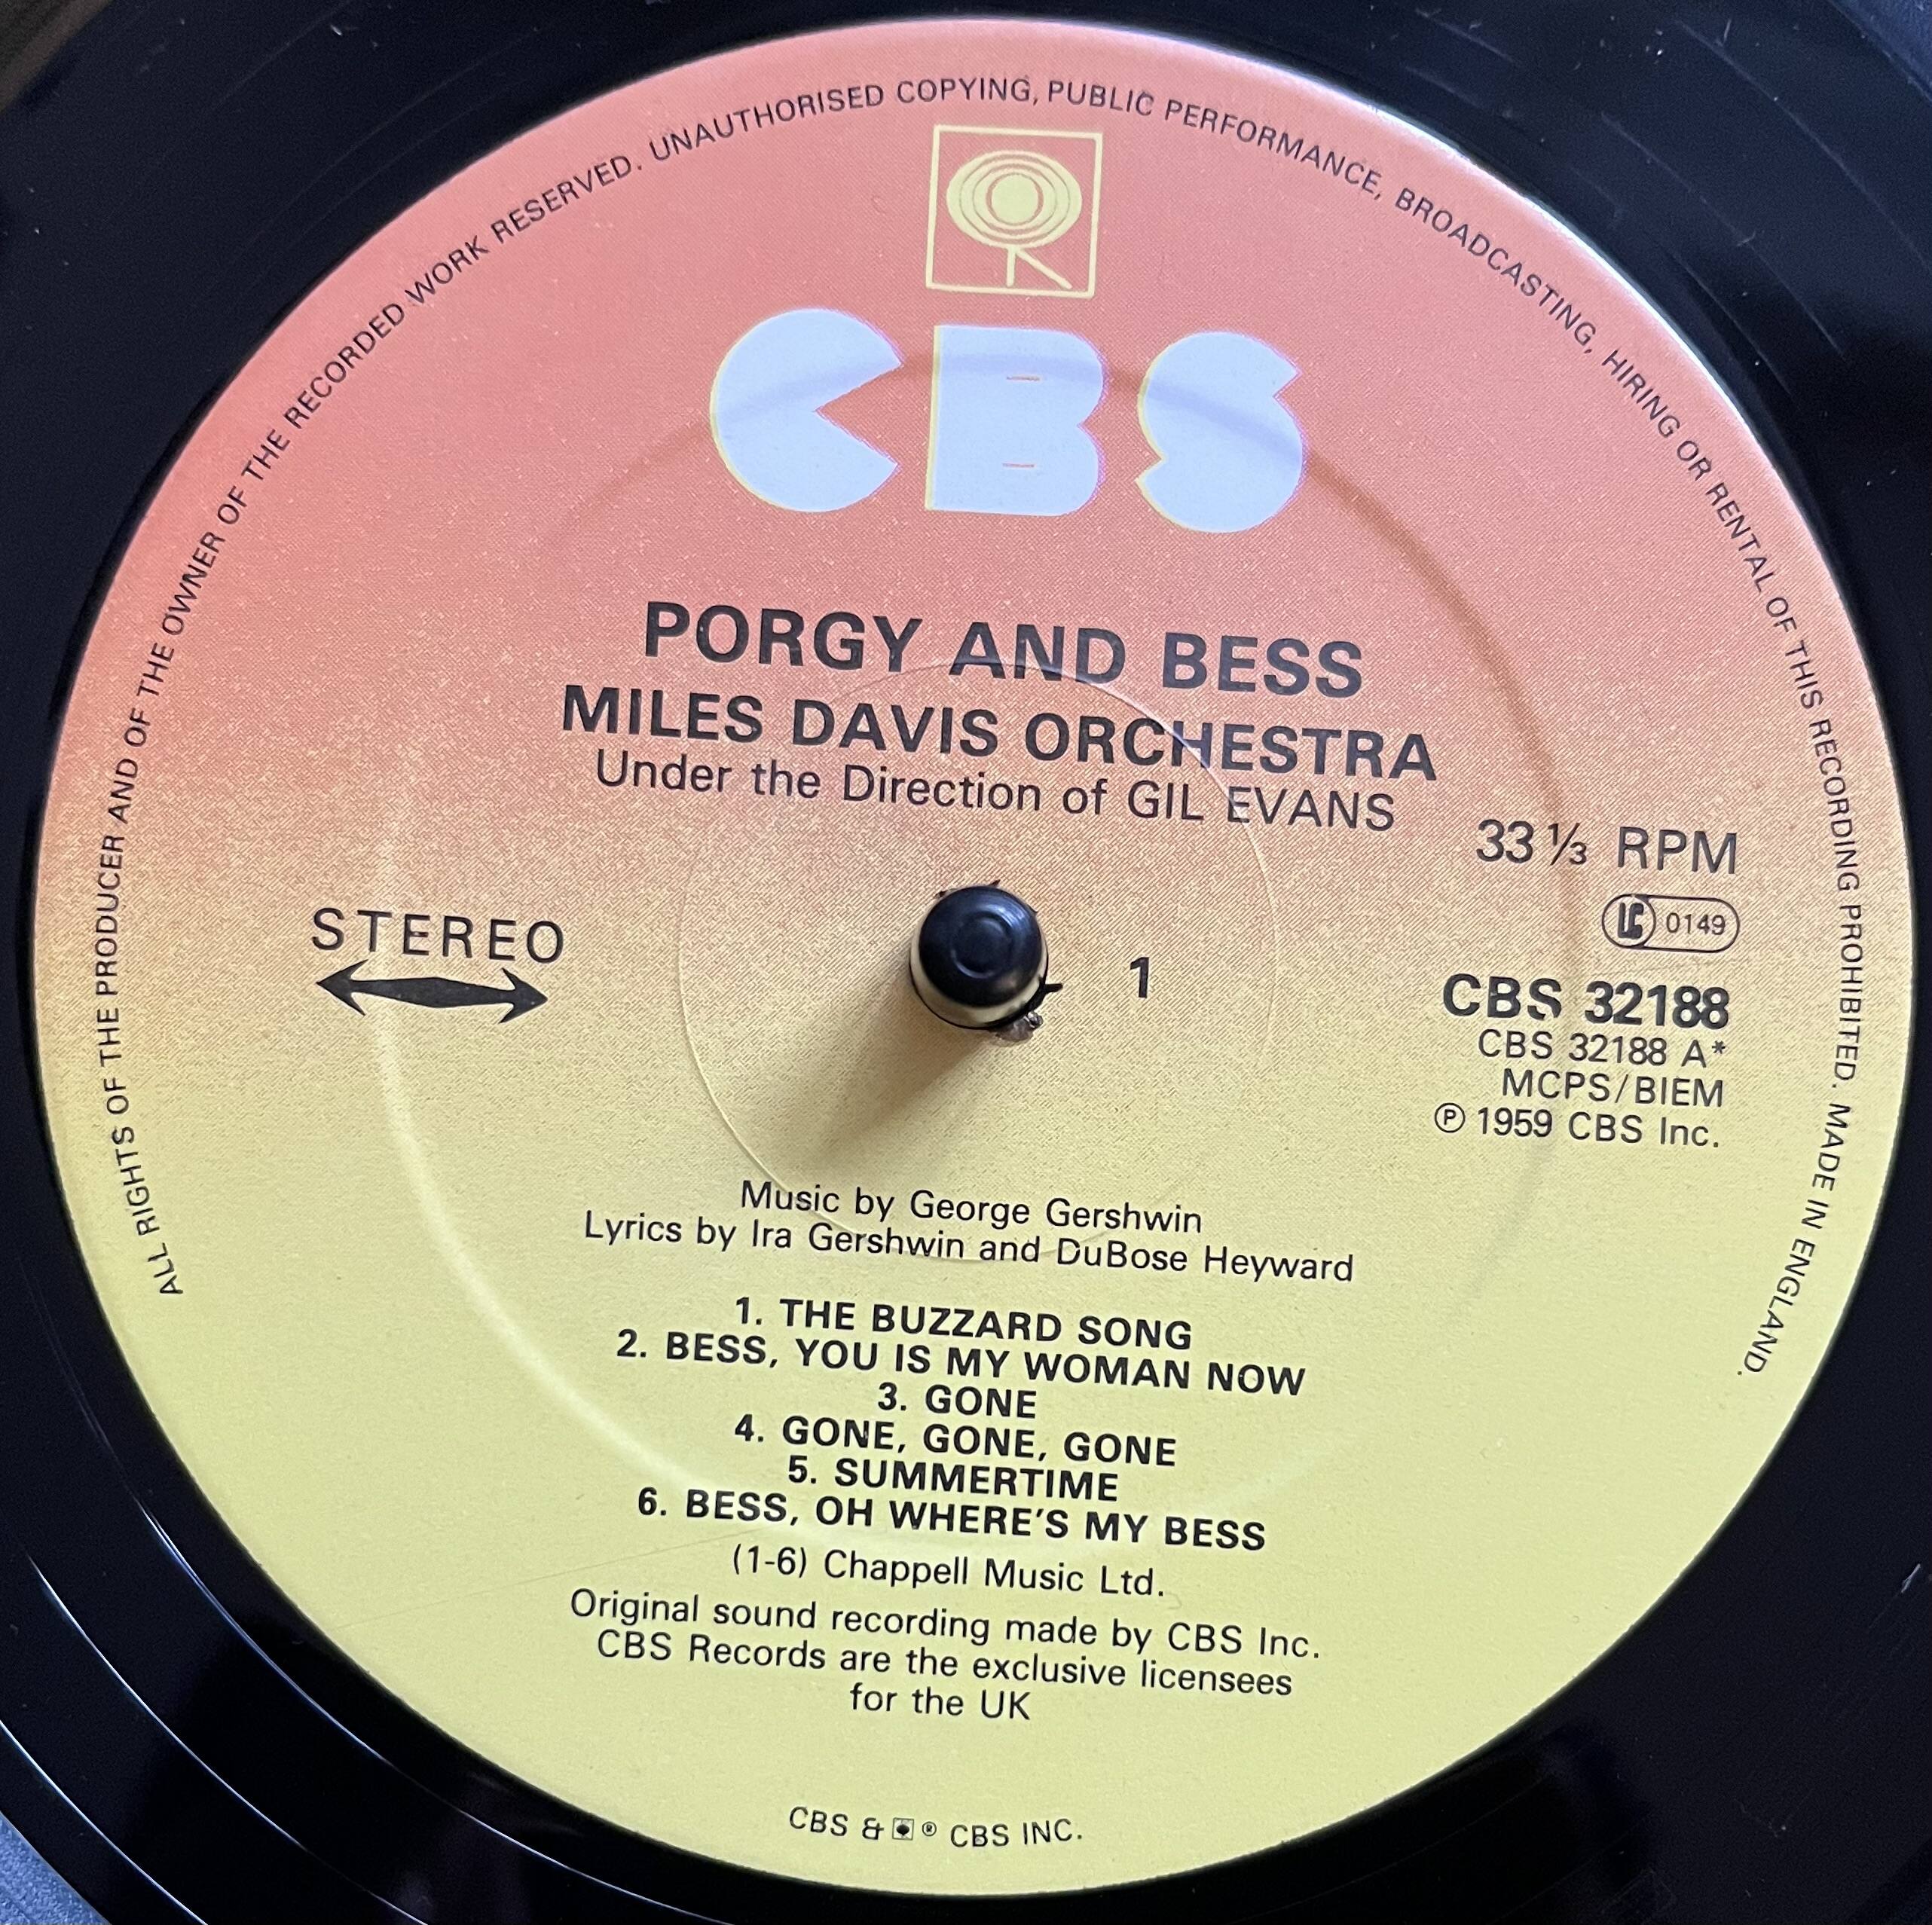 ALL RIGHTS OF THE PRODUCER AND OF THE OWNER OF THE RECORDED WORK RESERVED. UNAUTHORISED COPYING, PUBLIC PERFORMANCE, BROADCASTING, HIRING OR RENTAL OF THIS RECORDING PROHIBITED. MADE IN ENGLAND.
CBS
PORGY AND BESS
MILES DAVIS ORCHESTRA
Under the Direction of GIL EVANS
33 ⅓ RPM
LC 0149
STEREO
1
CBS 32188
CBS 32188 A*
MCPS/BIEM
℗ 1959 CBS Inc.
Music by George Gershwin
Lyrics by Ira Gershwin and DuBose Heyward
1. THE BUZZARD SONG
2. BESS, YOU IS MY WOMAN NOW
3. GONE
4. GONE, GONE, GONE
5. SUMMERTIME
6. BESS, OH WHERE'S MY BESS
(1-6) Chappell Music Ltd.
Original sound recording made by CBS Inc.
CBS Records are the exclusive licensees
for the UK
CBS & ® CBS INC.